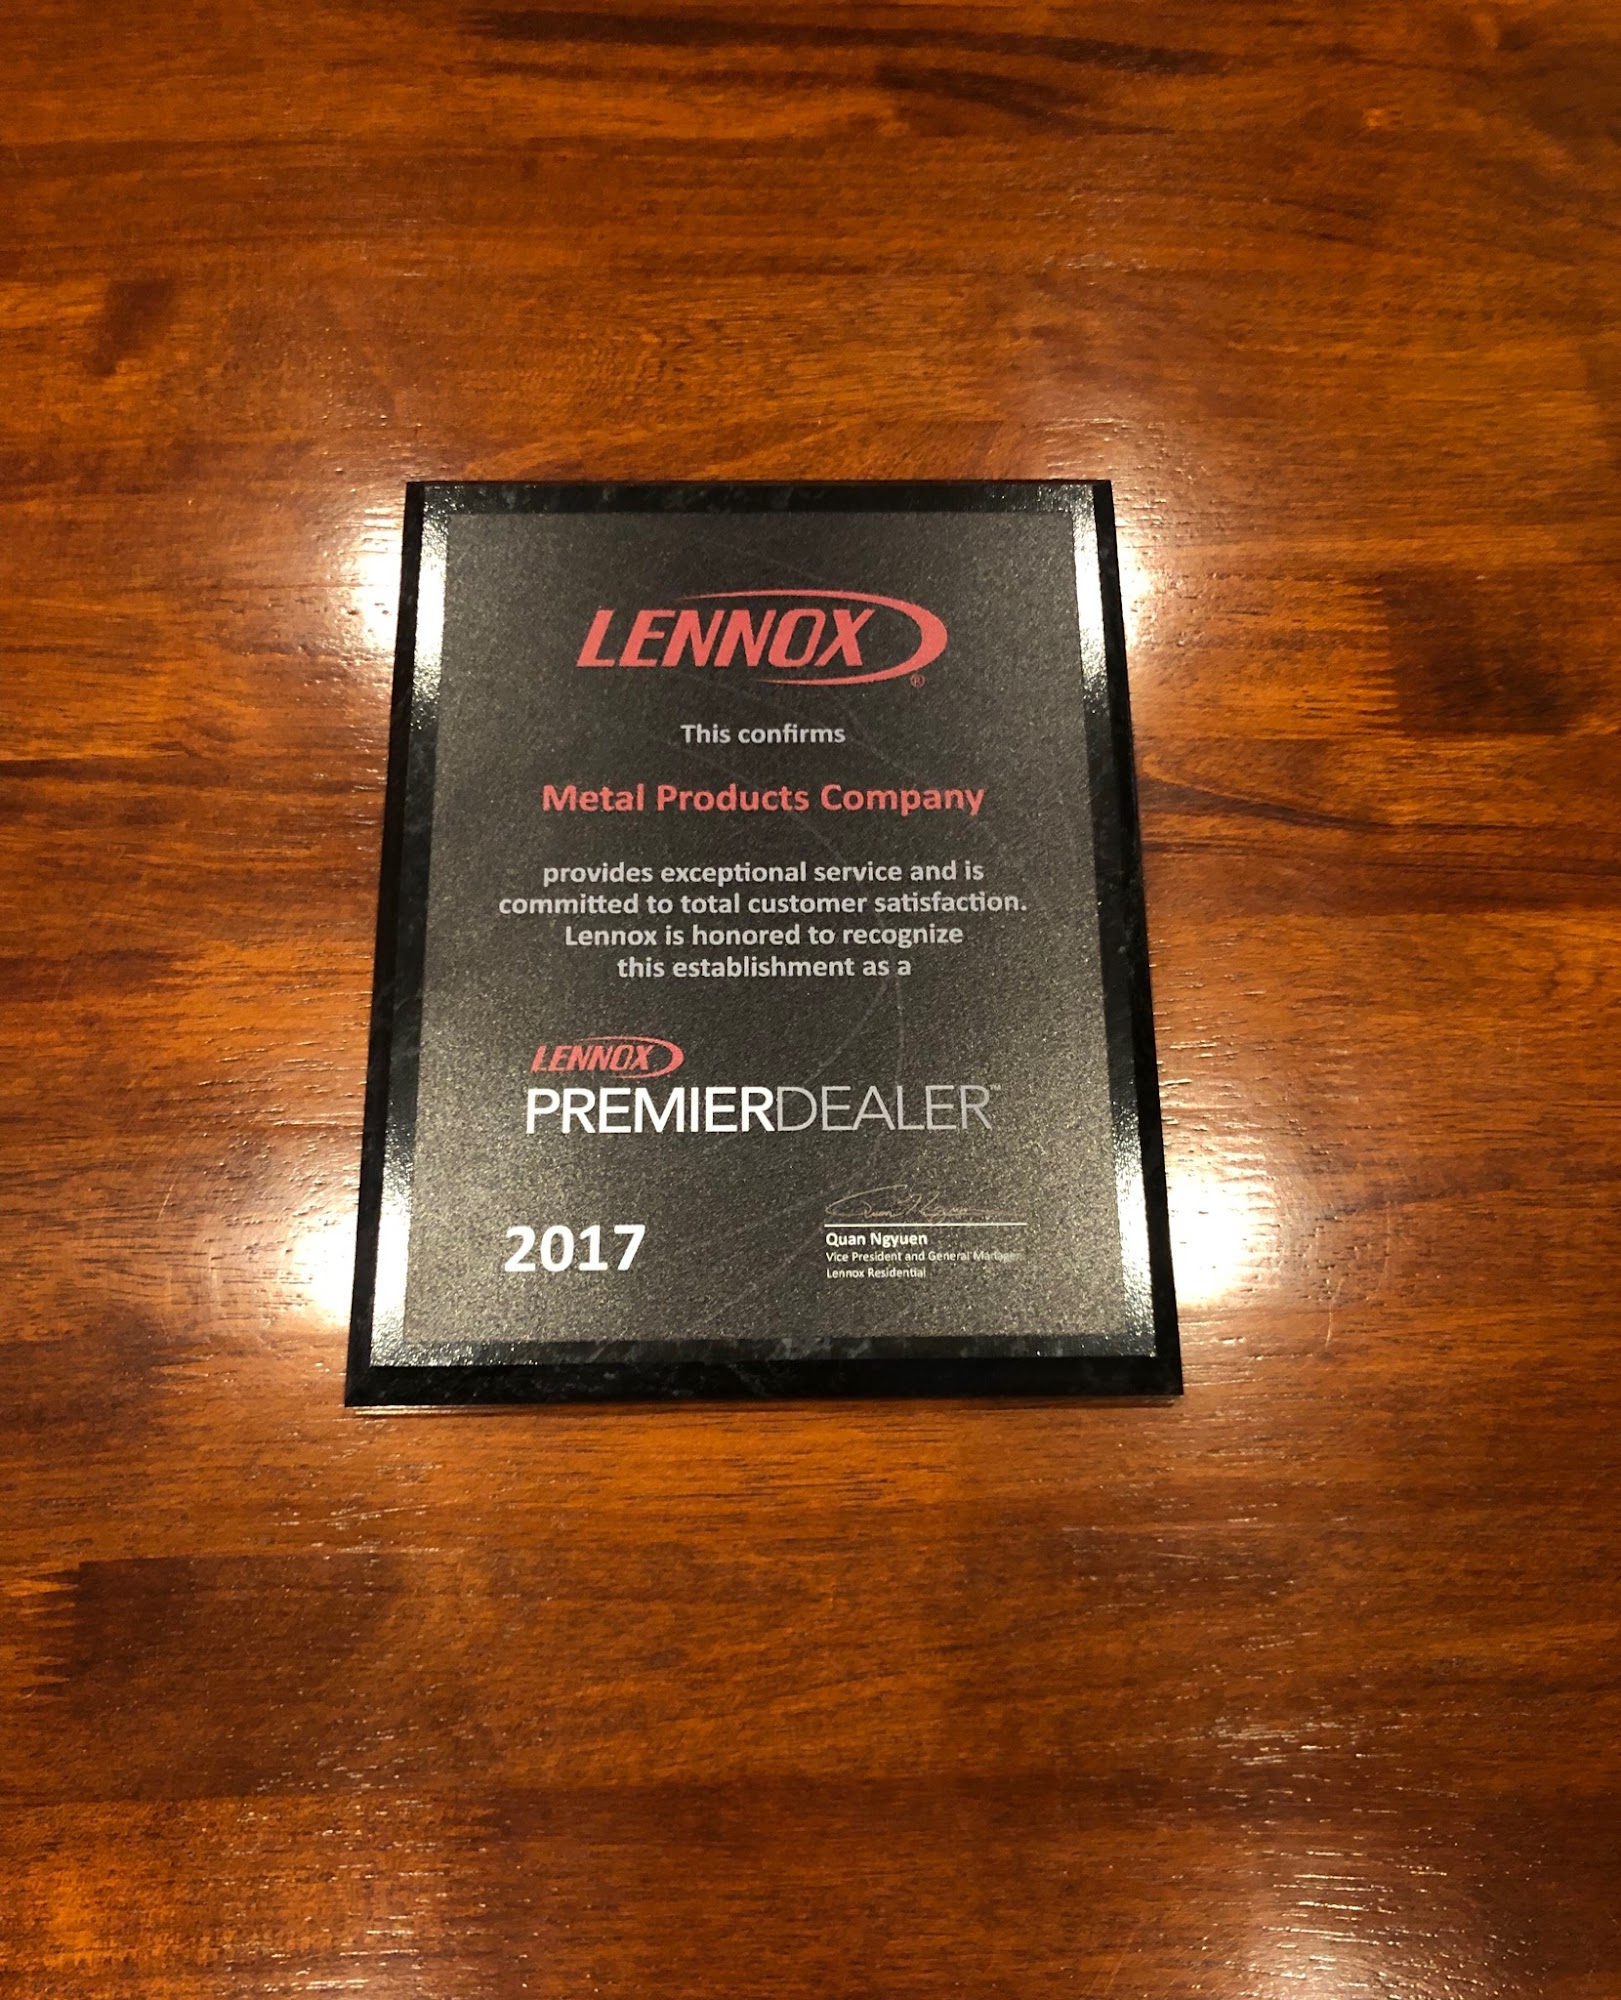 LENNOX
®
This confirms
Metal Products Company
provides exceptional service and is
committed to total customer satisfaction.
Lennox is honored to recognize
this establishment as a
LENNOX
PREMIERDEALER™
2017
Quan Ngyuen
Vice President and General Manager
Lennox Residential